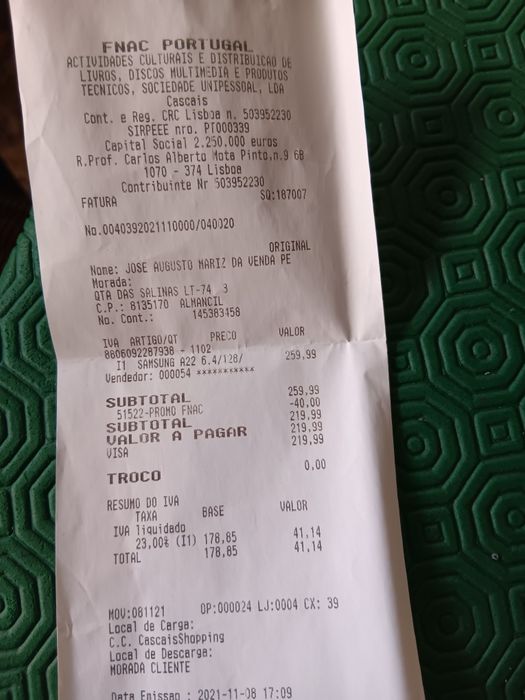 FNAC PORTUGAL
ACTIVIDADES CULTURAIS E DISTRIBUICAO DE
LIVROS, DISCOS MULTIMEDIA E PRODUTOS
TECNICOS, SOCIEDADE UNIPESSOAL, LDA
Cascais
Cont. e Reg. CRC Lisboa n. 503952230
SIRPEEE nro. PT000339
Capital Social 2.250.000 euros
R.Prof. Carlos Alberto Mota Pinto,n.9 6B
1070 - 374 Lisboa
Contribuinte Nr 503952230
FATURA SQ:187007
No.0040392021110000/040020
ORIGINAL
Nome: JOSE AUGUSTO MARIZ DA VENDA PE
Morada:
QTA DAS SALINAS LT-74 3
C.P.: 8135170 ALMANCIL
No. Cont.: 145383458
IVA ARTIGO/QT PRECO VALOR
8606092287938 - 1102
I1 SAMSUNG A22 6.4/128/ 259,99
Vendedor: 000054 ***********
SUBTOTAL 259,99
51522-PROMO FNAC -40,00
SUBTOTAL 219,99
VALOR A PAGAR 219,99
VISA 219,99
TROCO 0,00
RESUMO DO IVA
TAXA BASE VALOR
IVA liquidado
23,00% (I1) 178,85 41,14
TOTAL 178,85 41,14
MOV:081121 OP:000024 LJ:0004 CX: 39
Local de Carga:
C.C. CascaisShopping
Local de Descarga:
MORADA CLIENTE
Data Emissao : 2021-11-08 17:09